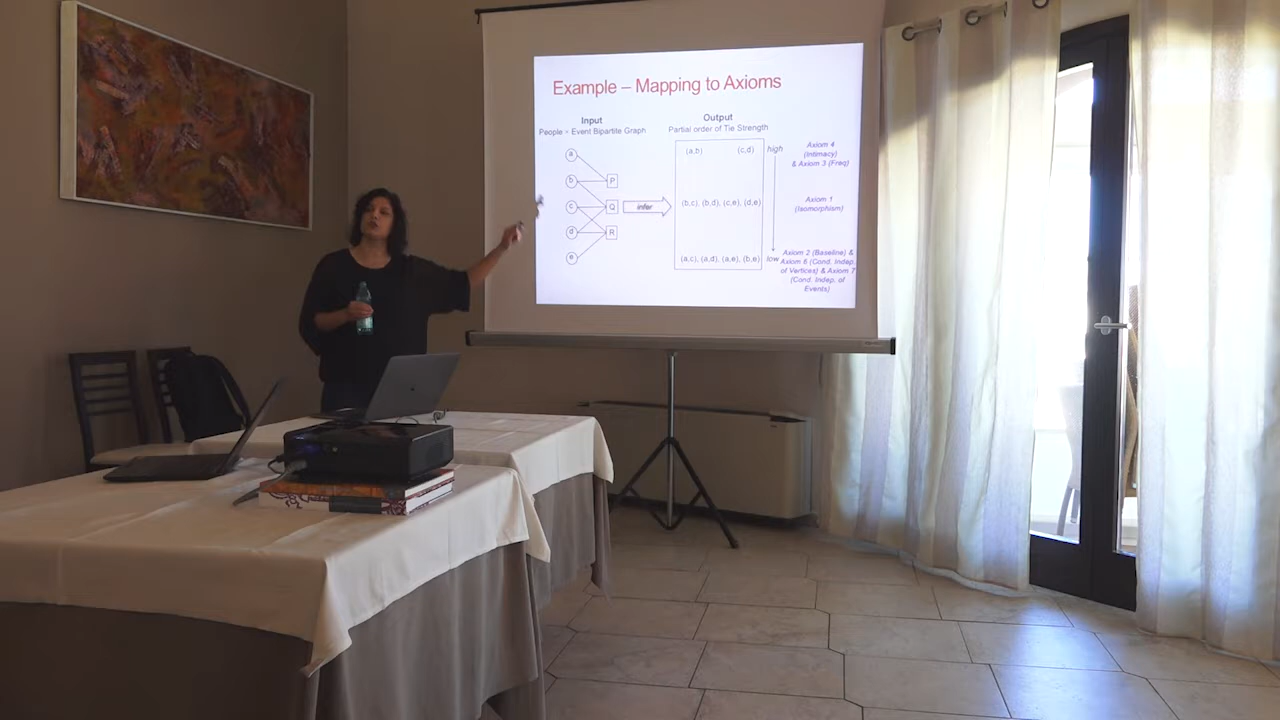 Example – Mapping to Axioms
Input
People × Event Bipartite Graph
a
b
c
d
e
P
Q
R
infer
Output
Partial order of Tie Strength
(a,b) (c,d)
(b,c), (b,d), (c,e), (d,e)
(a,c), (a,d), (a,e), (b,e)
high
low
Axiom 4
(Intimacy)
& Axiom 3 (Freq)
Axiom 1
(Isomorphism)
Axiom 2 (Baseline) &
Axiom 6 (Cond. Indep.
of Vertices) & Axiom 7
(Cond. Indep. of
Events)